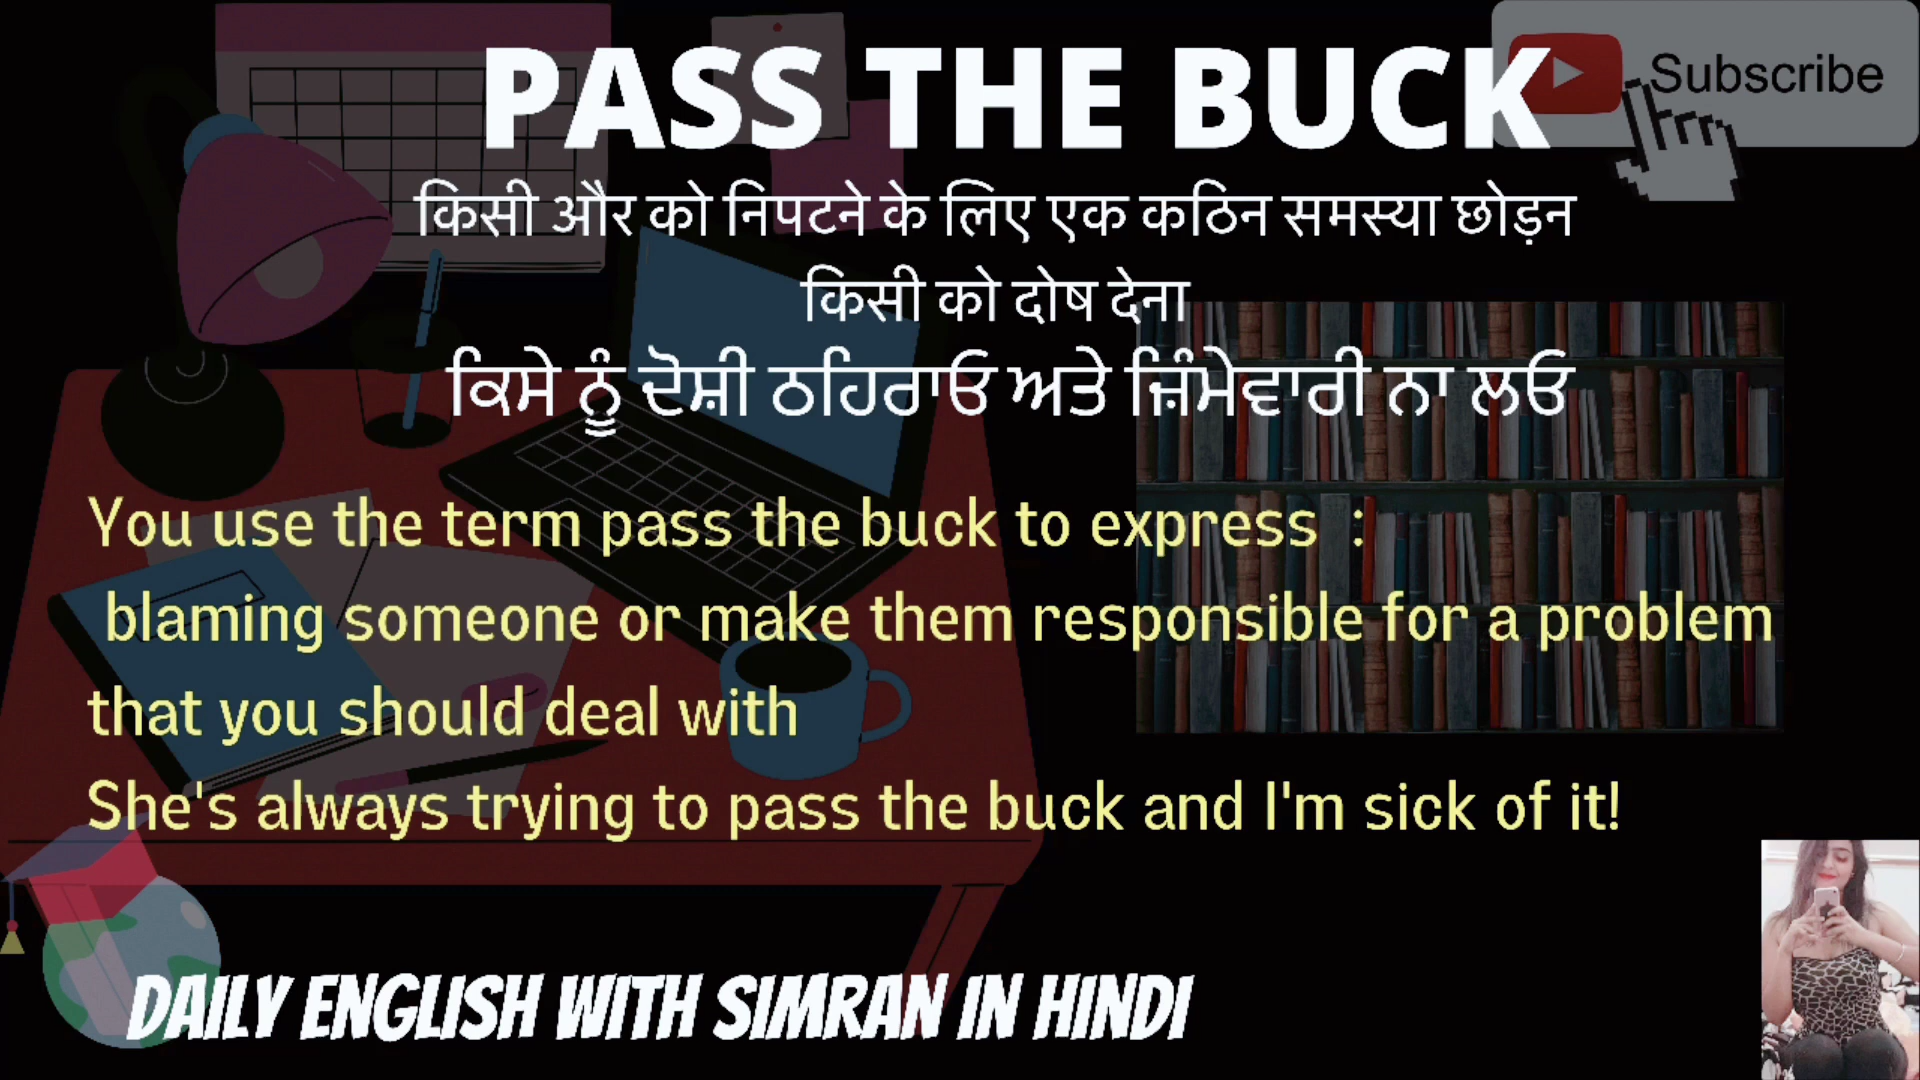 PASS THE BUCK
Subscribe
किसी और को निपटने के लिए एक कठिन समस्या छोड़न
किसी को दोष देना
ਕਿਸੇ ਨੂੰ ਦੋਸ਼ੀ ਠਹਿਰਾਓ ਅਤੇ ਜ਼ਿੰਮੇਵਾਰੀ ਨਾ ਲਓ
You use the term pass the buck to express :
blaming someone or make them responsible for a problem
that you should deal with
She's always trying to pass the buck and I'm sick of it!
DAILY ENGLISH WITH SIMRAN IN HINDI